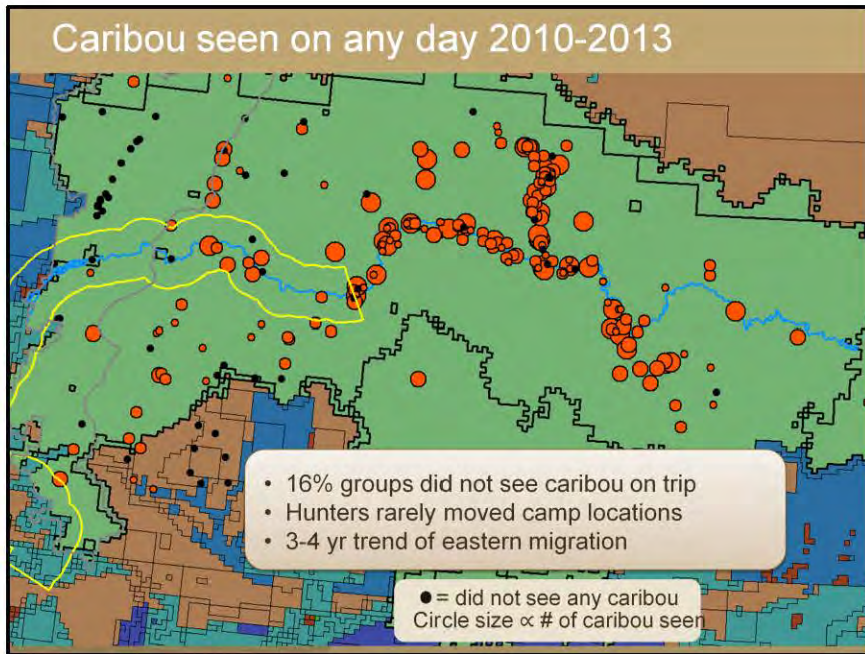 Caribou seen on any day 2010-2013
• 16% groups did not see caribou on trip
• Hunters rarely moved camp locations
• 3-4 yr trend of eastern migration
● = did not see any caribou
Circle size ∝ # of caribou seen